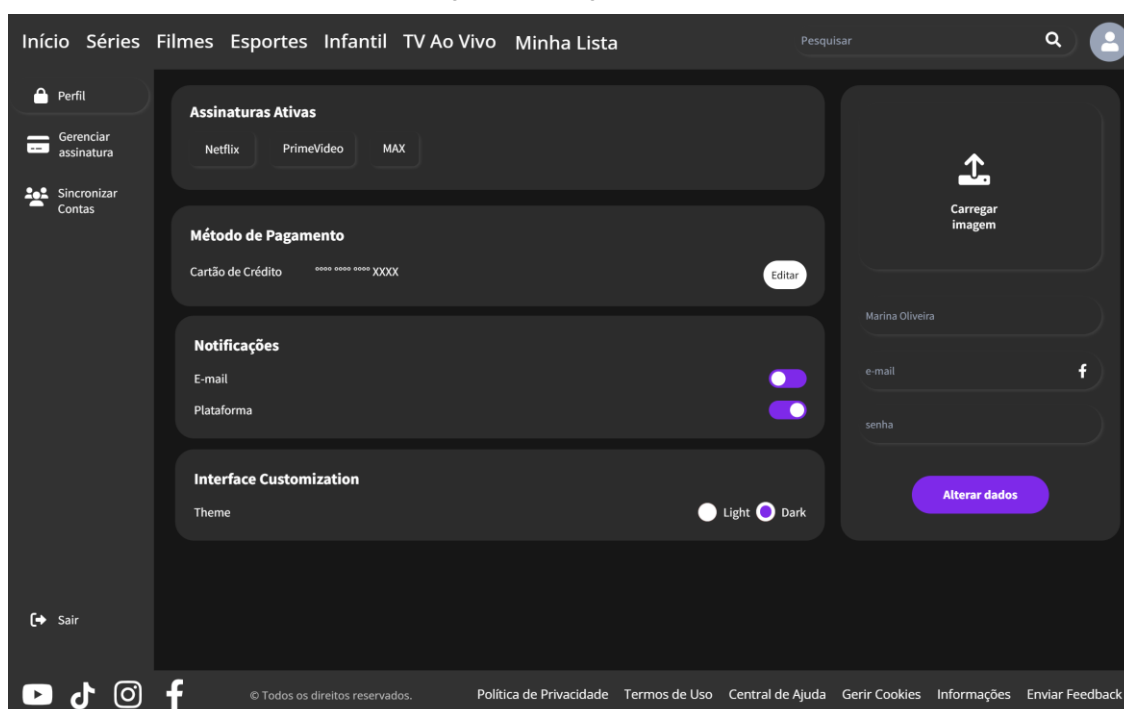 Início Séries Filmes Esportes Infantil TV Ao Vivo Minha Lista Pesquisar
Perfil
Gerenciar
assinatura
Sincronizar
Contas
Sair
Assinaturas Ativas
Netflix PrimeVideo MAX
Método de Pagamento
Cartão de Crédito °°°° °°°° °°°° XXXX Editar
Notificações
E-mail
Plataforma
Interface Customization
Theme Light Dark
Carregar
imagem
Marina Oliveira
e-mail
senha
Alterar dados
© Todos os direitos reservados. Política de Privacidade Termos de Uso Central de Ajuda Gerir Cookies Informações Enviar Feedback